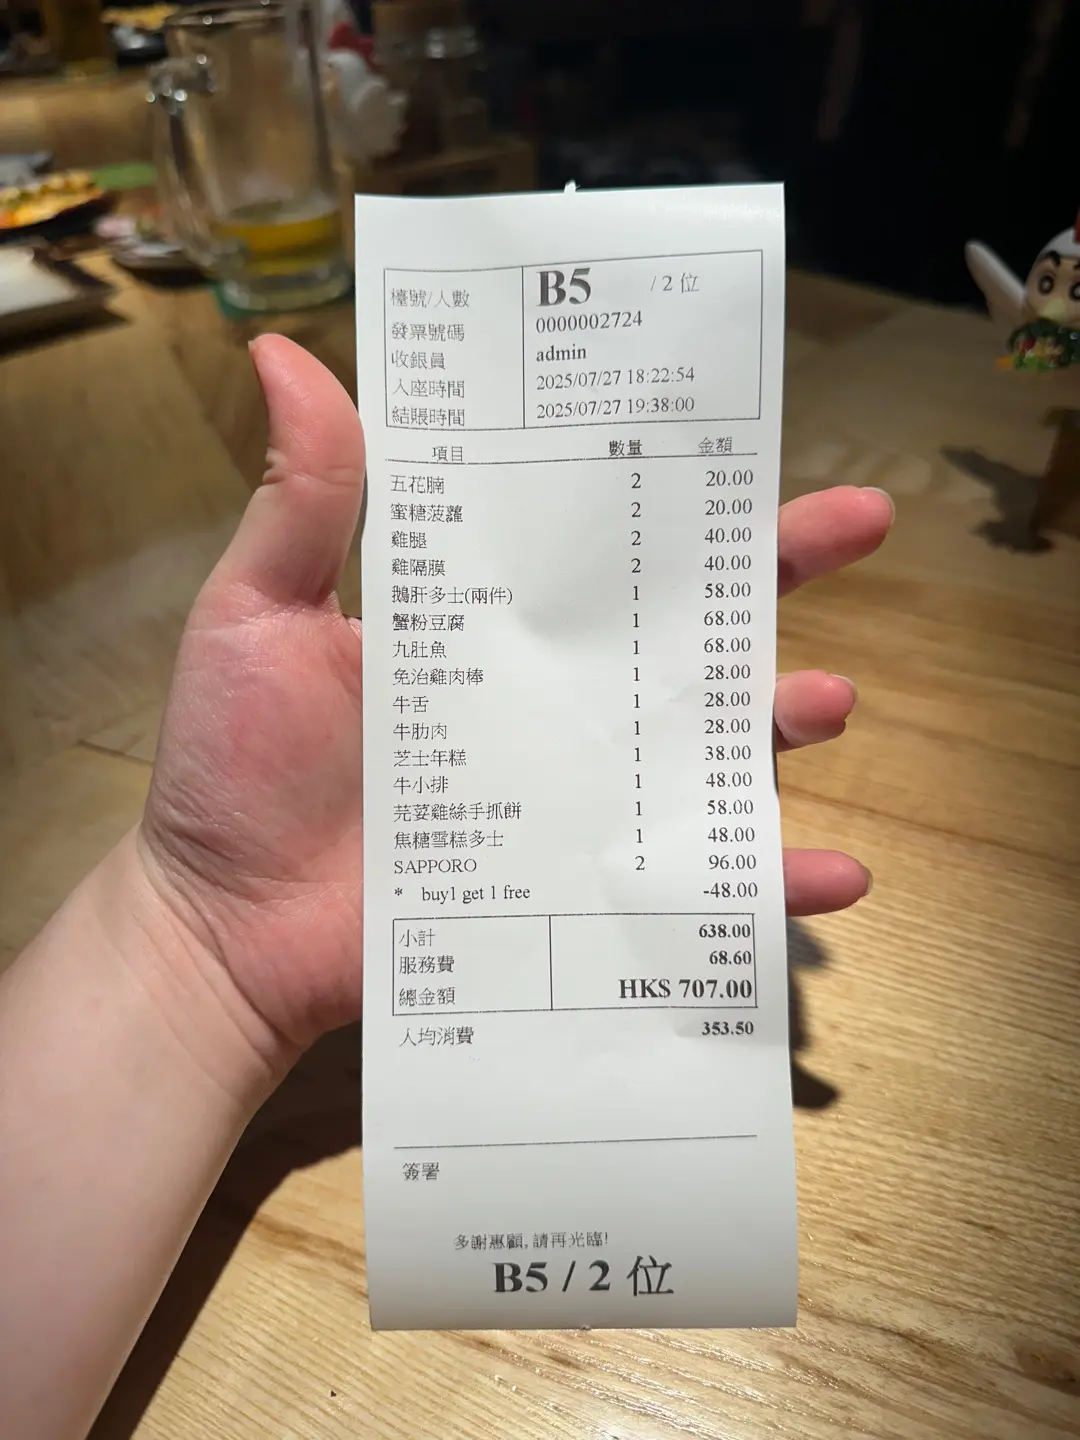 檯號/人數 B5 / 2 位
發票號碼 0000002724
收銀員 admin
入座時間 2025/07/27 18:22:54
結賬時間 2025/07/27 19:38:00
項目 數量 金額
五花腩 2 20.00
蜜糖菠蘿 2 20.00
雞腿 2 40.00
雞隔膜 2 40.00
鵝肝多士(兩件) 1 58.00
蟹粉豆腐 1 68.00
九肚魚 1 68.00
免治雞肉棒 1 28.00
牛舌 1 28.00
牛肋肉 1 28.00
芝士年糕 1 38.00
牛小排 1 48.00
芫荽雞絲手抓餅 1 58.00
焦糖雪糕多士 1 48.00
SAPPORO 2 96.00
* buy1 get 1 free -48.00
小計 638.00
服務費 68.60
總金額 HK$ 707.00
人均消費 353.50
簽署
多謝惠顧,請再光臨!
B5 / 2 位